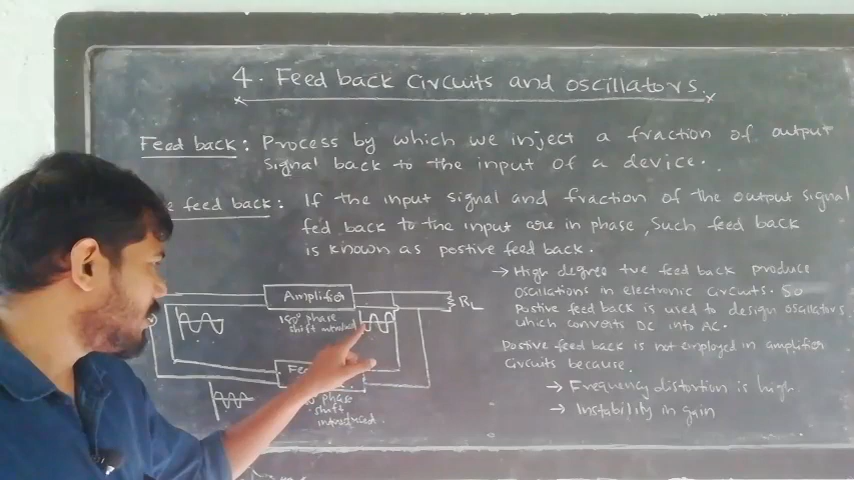 4. Feed back Circuits and oscillators.
Feed back: Process by which we inject a fraction of output
Signal back to the input of a device.
e feed back: If the input signal and fraction of the output signal
fed back to the input are in phase, Such feed back
is known as postive feed back.
→ High degree +ve feed back produce
oscillations in electronic circuits. So
Postive feed back is used to design oscillators
which converts DC into AC.
Postive feed back is not employed in amplifier
circuits because.
→ Frequency distortion is high
→ Instability in gain
Amplifier
180° phase
shift introd
RL
Fee
phase
shift
introduced.